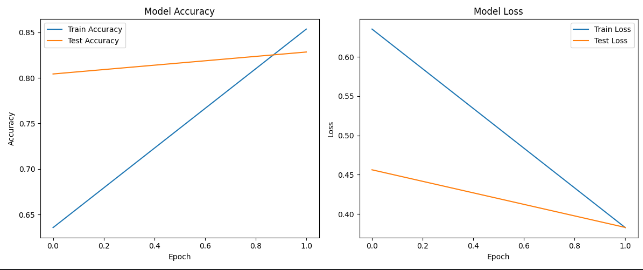 Model Accuracy
Train Accuracy
Test Accuracy
Accuracy
0.85
0.80
0.75
0.70
0.65
0.0
0.2
0.4
0.6
0.8
1.0
Epoch
Model Loss
Train Loss
Test Loss
Loss
0.60
0.55
0.50
0.45
0.40
0.0
0.2
0.4
0.6
0.8
1.0
Epoch